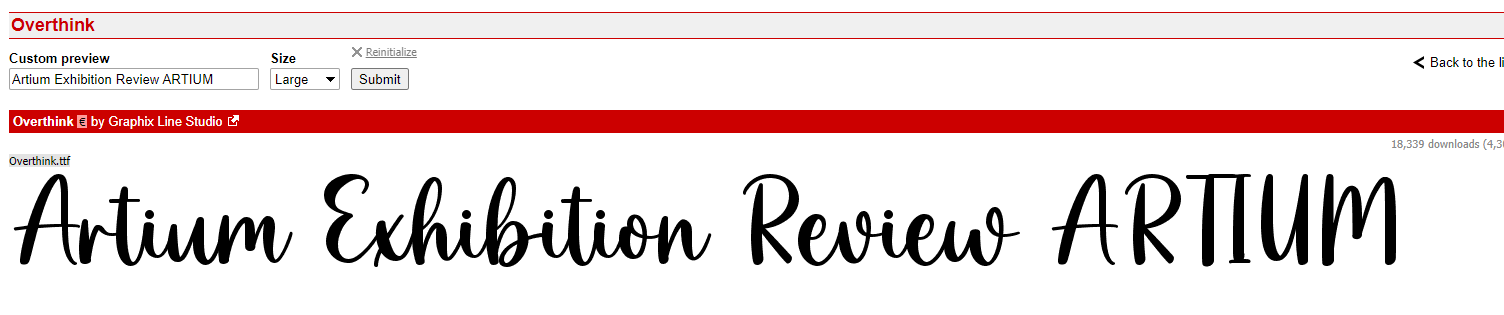 Overthink
Custom preview
Size
Reinitialize
Artium Exhibition Review ARTIUM
Large
Submit
Back to the li
Overthink € by Graphix Line Studio
18,339 downloads (4,3
Overthink.ttf
Artium Exhibition Review ARTIUM